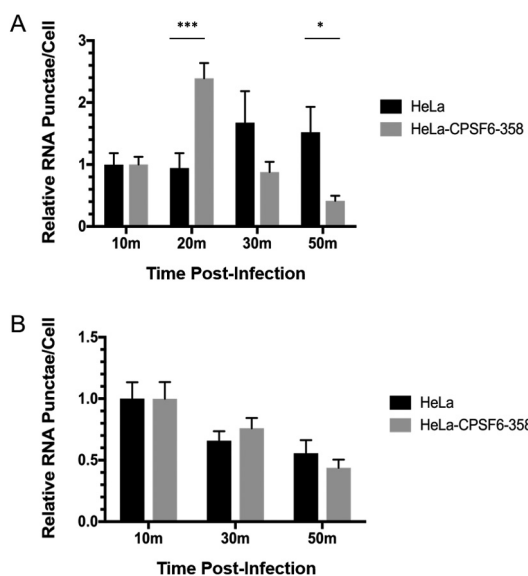 A
*** *
Relative RNA Punctae/Cell
3
2
1
0
10m 20m 30m 50m
Time Post-Infection
HeLa
HeLa-CPSF6-358
B
Relative RNA Punctae/Cell
1.5
1.0
0.5
0.0
10m 30m 50m
Time Post-Infection
HeLa
HeLa-CPSF6-358